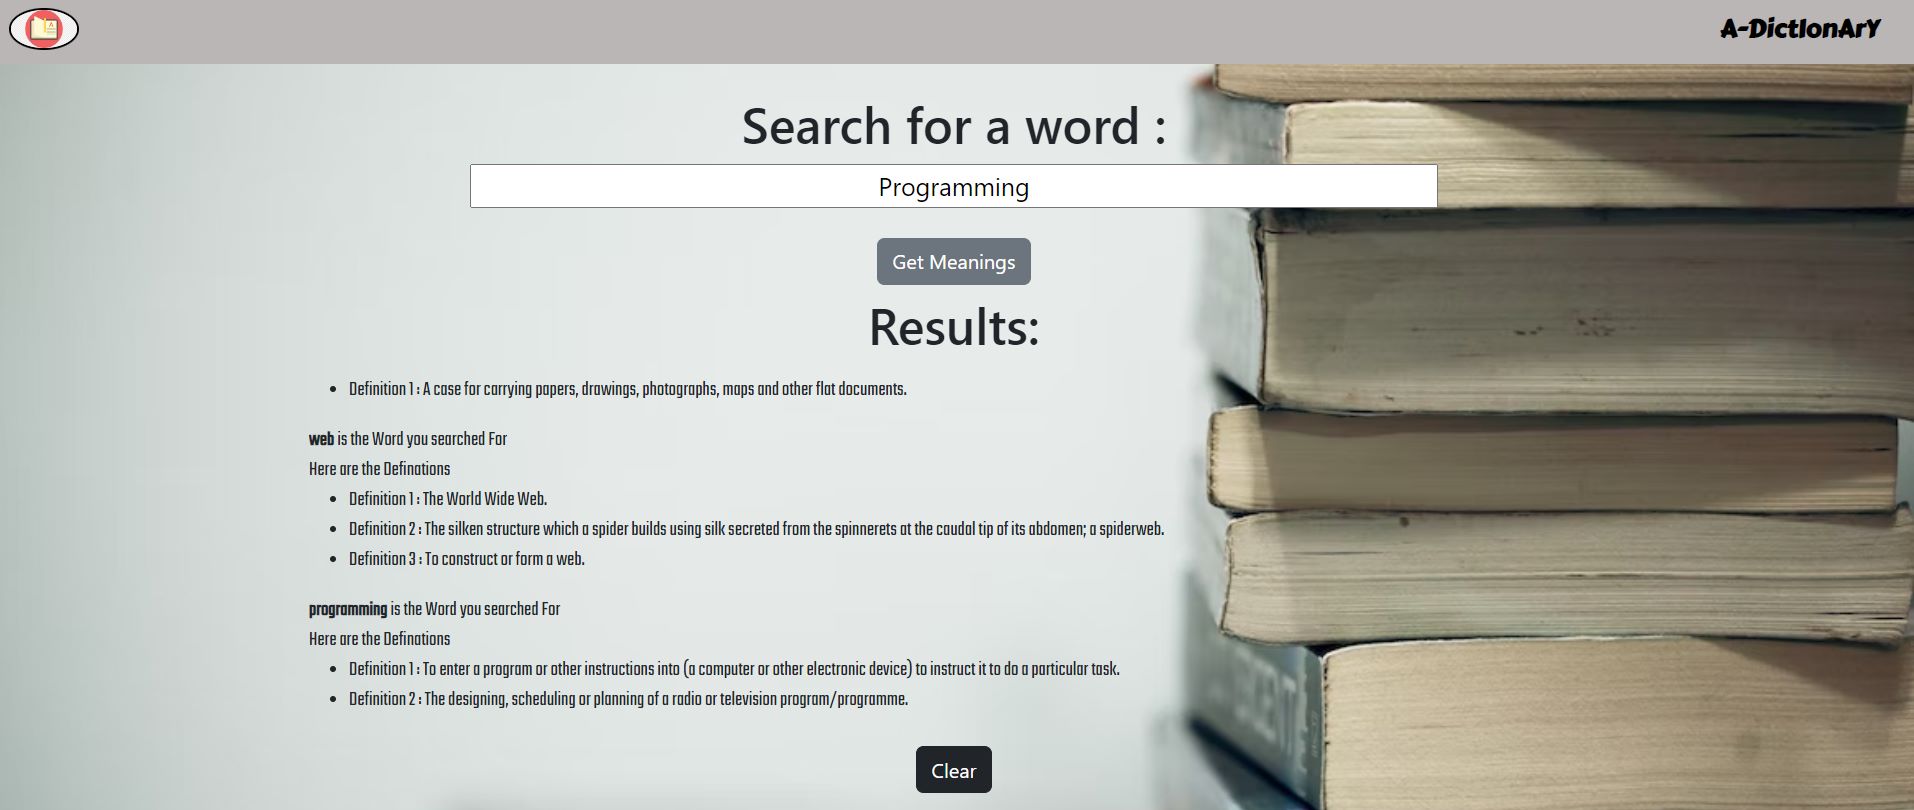 A-DictIonArY
Search for a word :
Programming
Get Meanings
Results:
• Definition 1 : A case for carrying papers, drawings, photographs, maps and other flat documents.
web is the Word you searched For
Here are the Definations
• Definition 1 : The World Wide Web.
• Definition 2 : The silken structure which a spider builds using silk secreted from the spinnerets at the caudal tip of its abdomen; a spiderweb.
• Definition 3 : To construct or form a web.
programming is the Word you searched For
Here are the Definations
• Definition 1 : To enter a program or other instructions into (a computer or other electronic device) to instruct it to do a particular task.
• Definition 2 : The designing, scheduling or planning of a radio or television program/programme.
Clear